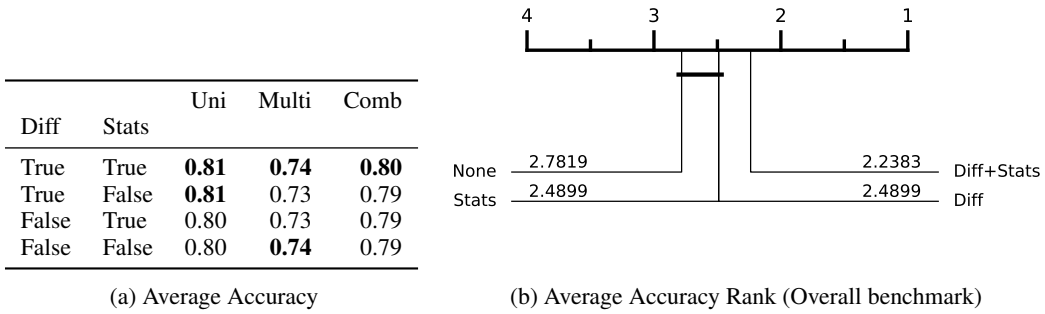 Uni Multi Comb
Diff Stats
True True 0.81 0.74 0.80
True False 0.81 0.73 0.79
False True 0.80 0.73 0.79
False False 0.80 0.74 0.79
(a) Average Accuracy
4 3 2 1
None 2.7819 2.2383 Diff+Stats
Stats 2.4899 2.4899 Diff
(b) Average Accuracy Rank (Overall benchmark)